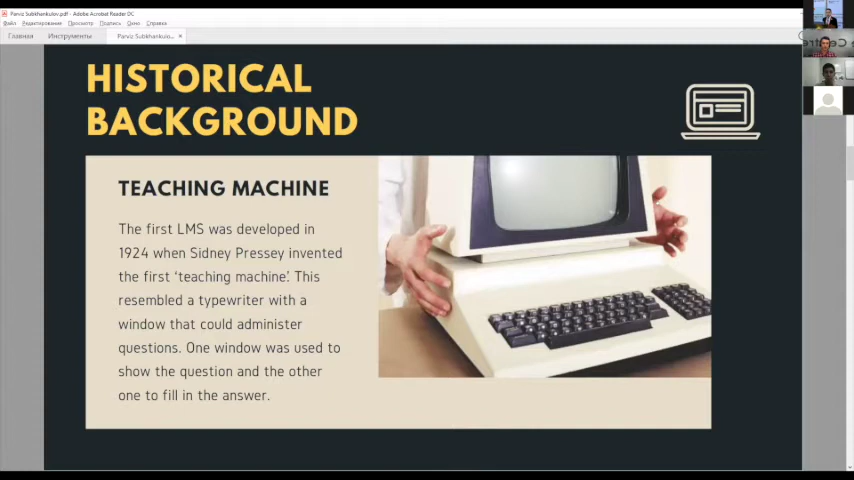 Parviz Subkhankulov.pdf - Adobe Acrobat Reader DC
Файл Редактирование Просмотр Подпись Окно Справка
Главная Инструменты Parviz Subkhankulo... ×
HISTORICAL
BACKGROUND
TEACHING MACHINE
The first LMS was developed in
1924 when Sidney Pressey invented
the first ‘teaching machine’. This
resembled a typewriter with a
window that could administer
questions. One window was used to
show the question and the other
one to fill in the answer.